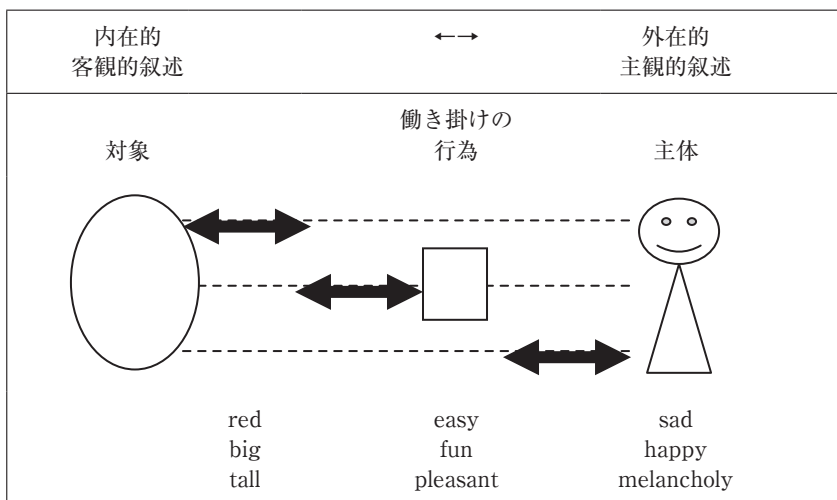 内在的
客観的叙述
←→
外在的
主観的叙述
対象
働き掛けの
行為
主体
red
big
tall
easy
fun
pleasant
sad
happy
melancholy